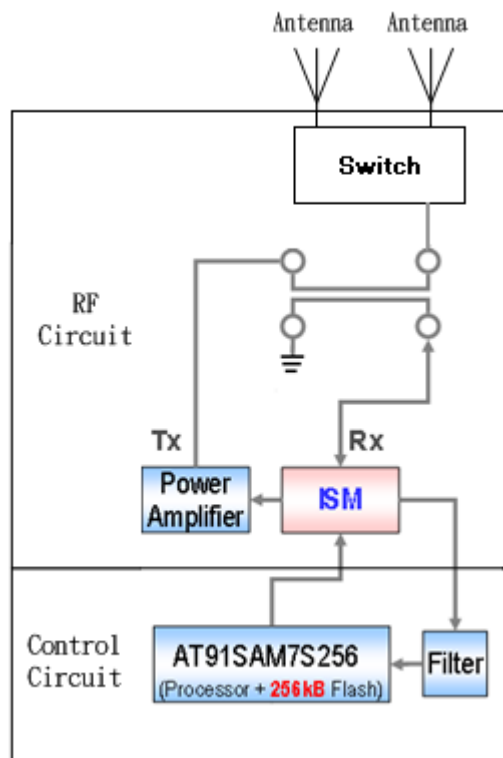 Antenna Antenna
Switch
RF
Circuit
Tx Rx
Power
Amplifier
ISM
Control
Circuit
AT91SAM7S256
(Processor + 256kB Flash)
Filter